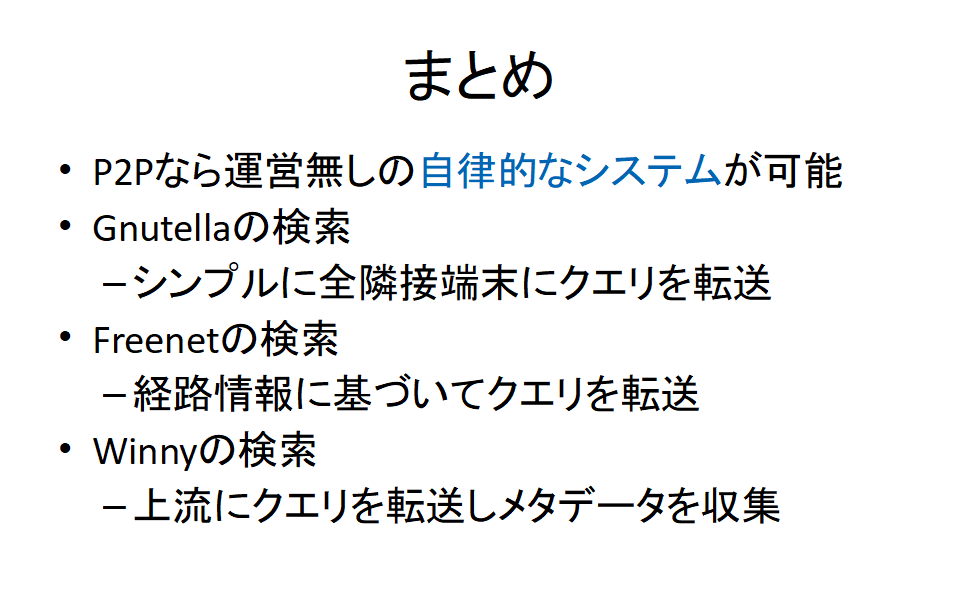 まとめ
• P2Pなら運営無しの自律的なシステムが可能
• Gnutellaの検索
–シンプルに全隣接端末にクエリを転送
• Freenetの検索
–経路情報に基づいてクエリを転送
• Winnyの検索
–上流にクエリを転送しメタデータを収集